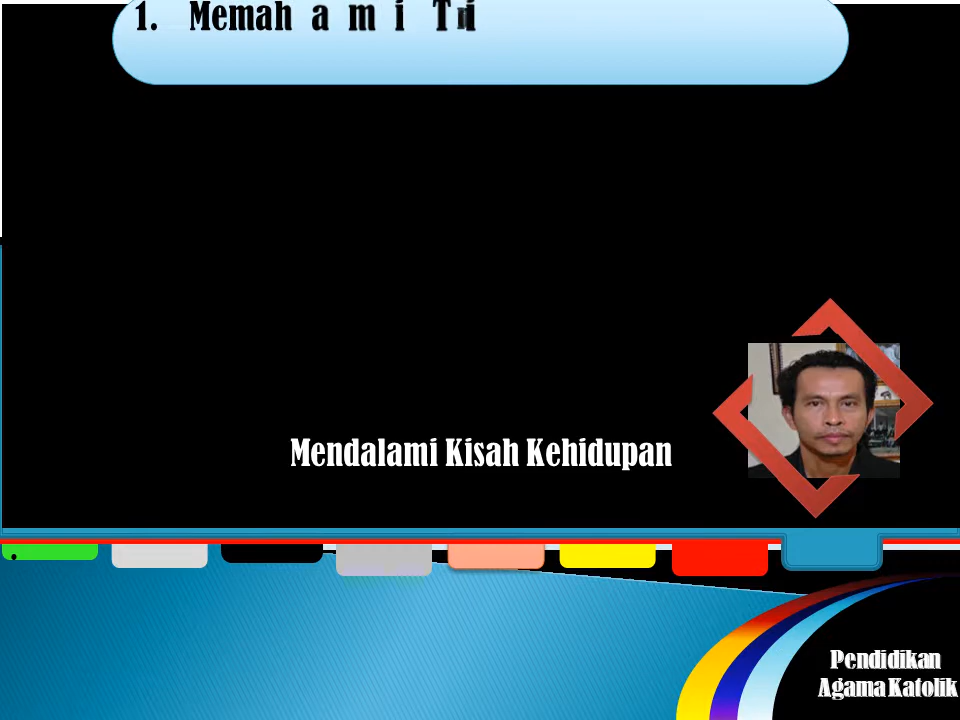 1. Memah a m i T
Mendalami Kisah Kehidupan
Pendidikan
Agama Katolik